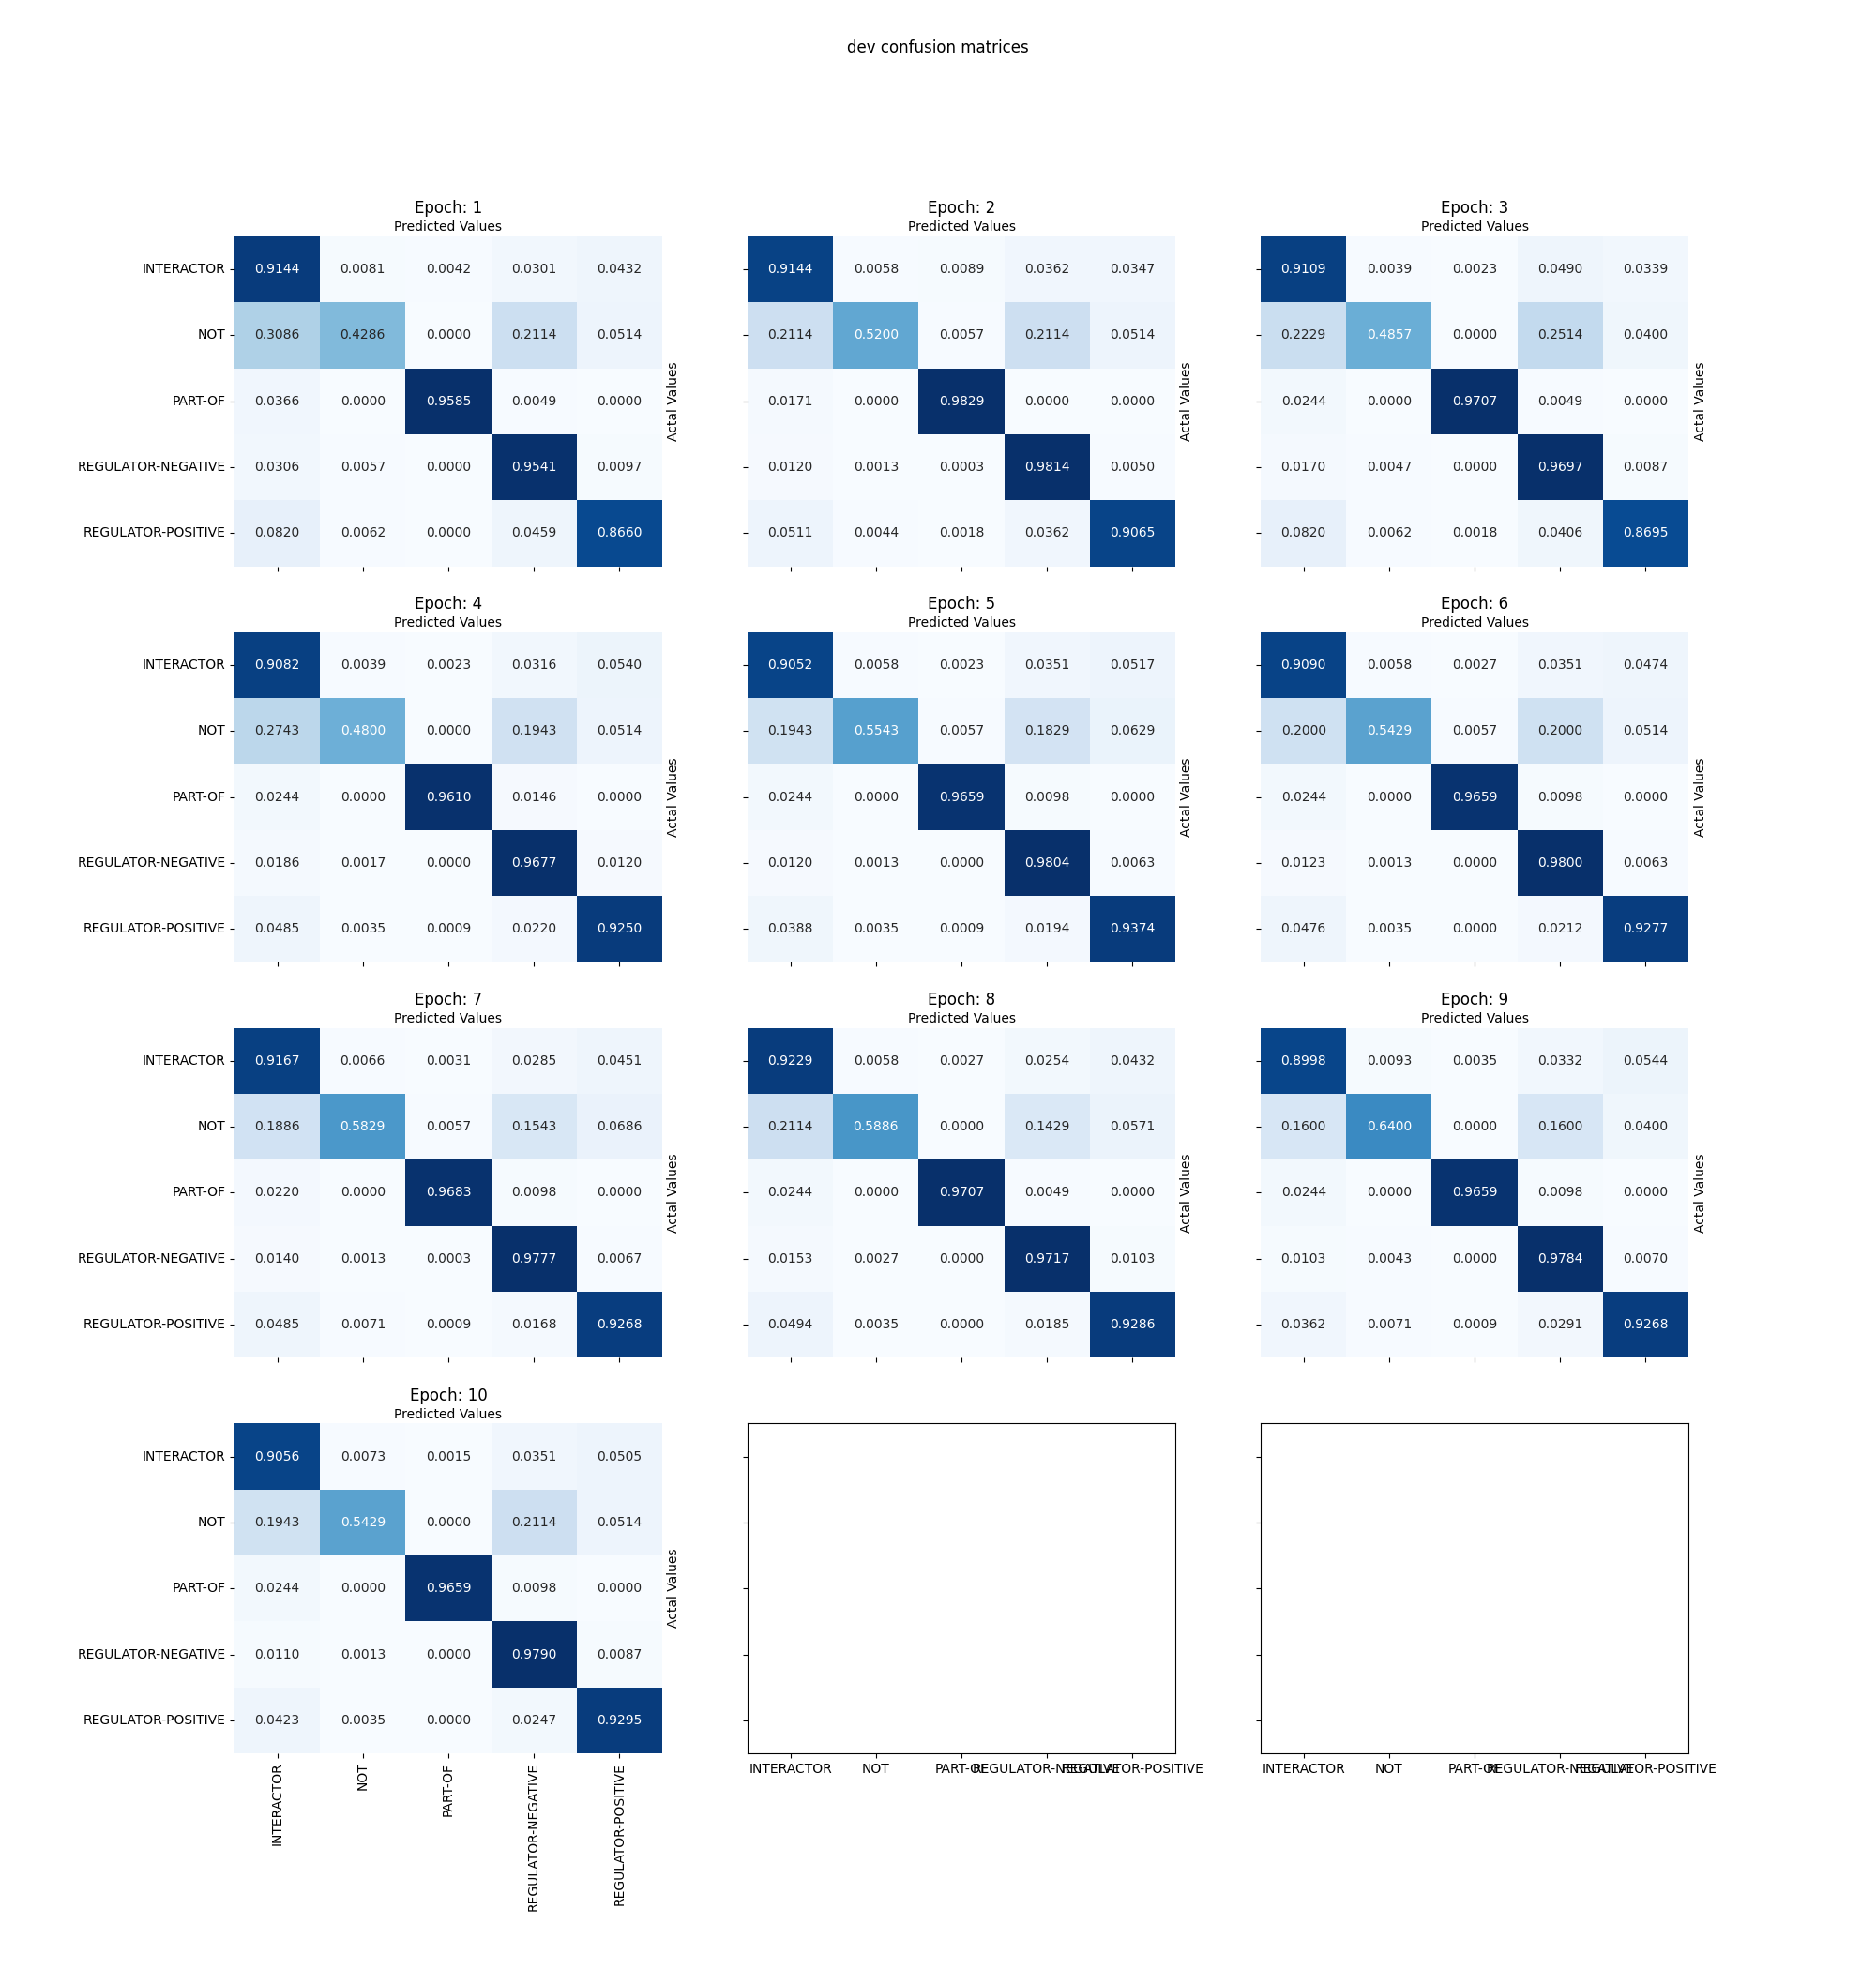 dev confusion matrices
Epoch: 1 Epoch: 2 Epoch: 3
Predicted Values Predicted Values Predicted Values
INTERACTOR 0.9144 0.0081 0.0042 0.0301 0.0432 0.9144 0.0058 0.0089 0.0362 0.0347 0.9109 0.0039 0.0023 0.0490 0.0339
NOT 0.3086 0.4286 0.0000 0.2114 0.0514 0.2114 0.5200 0.0057 0.2114 0.0514 0.2229 0.4857 0.0000 0.2514 0.0400
PART-OF 0.0366 0.0000 0.9585 0.0049 0.0000 0.0171 0.0000 0.9829 0.0000 0.0000 0.0244 0.0000 0.9707 0.0049 0.0000
Actal Values Actal Values Actal Values
REGULATOR-NEGATIVE 0.0306 0.0057 0.0000 0.9541 0.0097 0.0120 0.0013 0.0003 0.9814 0.0050 0.0170 0.0047 0.0000 0.9697 0.0087
REGULATOR-POSITIVE 0.0820 0.0062 0.0000 0.0459 0.8660 0.0511 0.0044 0.0018 0.0362 0.9065 0.0820 0.0062 0.0018 0.0406 0.8695
Epoch: 4 Epoch: 5 Epoch: 6
Predicted Values Predicted Values Predicted Values
INTERACTOR 0.9082 0.0039 0.0023 0.0316 0.0540 0.9052 0.0058 0.0023 0.0351 0.0517 0.9090 0.0058 0.0027 0.0351 0.0474
NOT 0.2743 0.4800 0.0000 0.1943 0.0514 0.1943 0.5543 0.0057 0.1829 0.0629 0.2000 0.5429 0.0057 0.2000 0.0514
PART-OF 0.0244 0.0000 0.9610 0.0146 0.0000 0.0244 0.0000 0.9659 0.0098 0.0000 0.0244 0.0000 0.9659 0.0098 0.0000
Actal Values Actal Values Actal Values
REGULATOR-NEGATIVE 0.0186 0.0017 0.0000 0.9677 0.0120 0.0120 0.0013 0.0000 0.9804 0.0063 0.0123 0.0013 0.0000 0.9800 0.0063
REGULATOR-POSITIVE 0.0485 0.0035 0.0009 0.0220 0.9250 0.0388 0.0035 0.0009 0.0194 0.9374 0.0476 0.0035 0.0000 0.0212 0.9277
Epoch: 7 Epoch: 8 Epoch: 9
Predicted Values Predicted Values Predicted Values
INTERACTOR 0.9167 0.0066 0.0031 0.0285 0.0451 0.9229 0.0058 0.0027 0.0254 0.0432 0.8998 0.0093 0.0035 0.0332 0.0544
NOT 0.1886 0.5829 0.0057 0.1543 0.0686 0.2114 0.5886 0.0000 0.1429 0.0571 0.1600 0.6400 0.0000 0.1600 0.0400
PART-OF 0.0220 0.0000 0.9683 0.0098 0.0000 0.0244 0.0000 0.9707 0.0049 0.0000 0.0244 0.0000 0.9659 0.0098 0.0000
Actal Values Actal Values Actal Values
REGULATOR-NEGATIVE 0.0140 0.0013 0.0003 0.9777 0.0067 0.0153 0.0027 0.0000 0.9717 0.0103 0.0103 0.0043 0.0000 0.9784 0.0070
REGULATOR-POSITIVE 0.0485 0.0071 0.0009 0.0168 0.9268 0.0494 0.0035 0.0000 0.0185 0.9286 0.0362 0.0071 0.0009 0.0291 0.9268
Epoch: 10
Predicted Values
INTERACTOR 0.9056 0.0073 0.0015 0.0351 0.0505
NOT 0.1943 0.5429 0.0000 0.2114 0.0514
PART-OF 0.0244 0.0000 0.9659 0.0098 0.0000
Actal Values
REGULATOR-NEGATIVE 0.0110 0.0013 0.0000 0.9790 0.0087
REGULATOR-POSITIVE 0.0423 0.0035 0.0000 0.0247 0.9295
INTERACTOR NOT PART-OF REGULATOR-NEGATIVE REGULATOR-POSITIVE INTERACTOR NOT PART-OF REGULATOR-NEGATIVE REGULATOR-POSITIVE INTERACTOR NOT PART-OF REGULATOR-NEGATIVE REGULATOR-POSITIVE